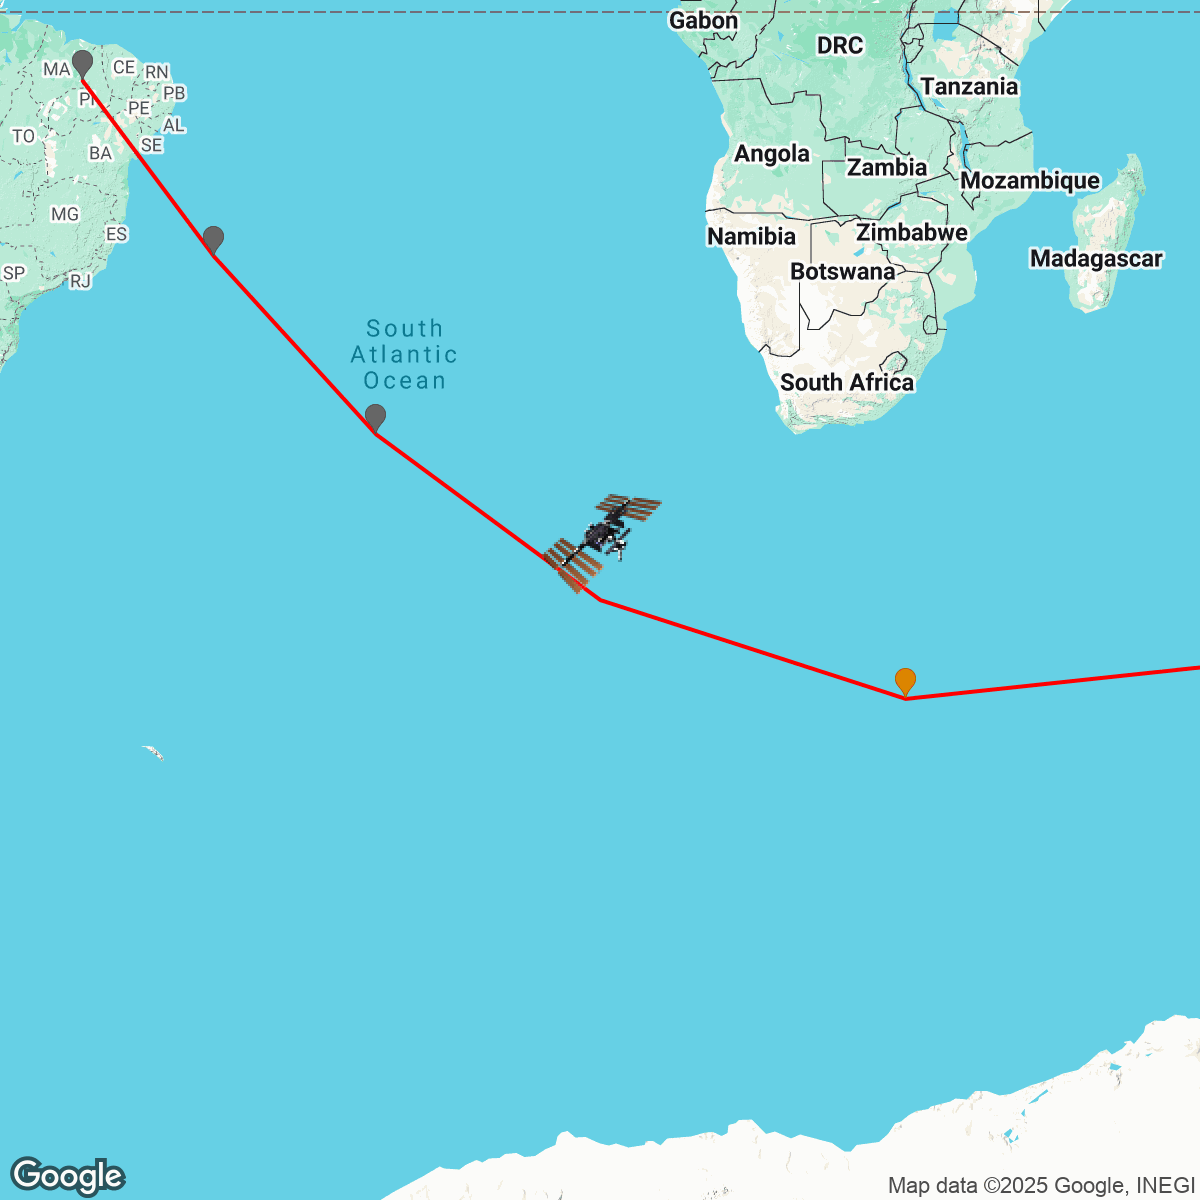 Gabon
DRC
MA
CE
RN
Tanzania
PI
PE
PB
TO
AL
SE
BA
Angola
Zambia
Mozambique
MG
ES
Namibia
Zimbabwe
Madagascar
SP
RJ
Botswana
South
Atlantic
Ocean
South Africa
Google
Map data ©2025 Google, INEGI